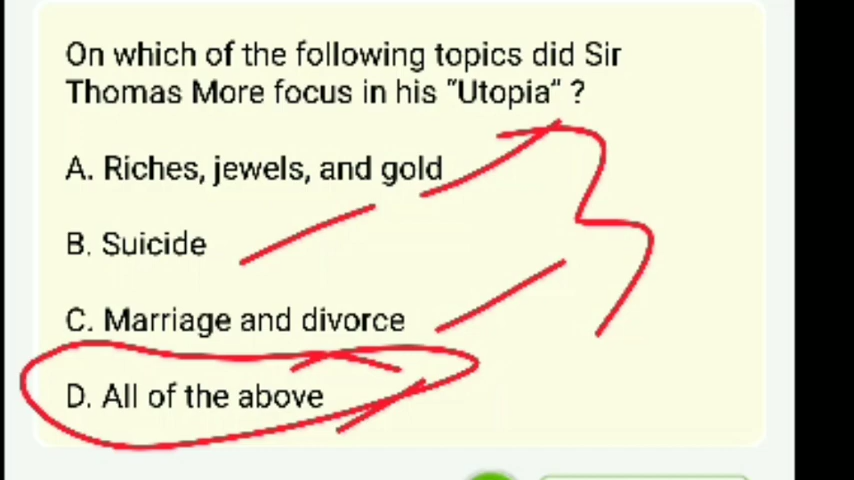 On which of the following topics did Sir
Thomas More focus in his "Utopia" ?
A. Riches, jewels, and gold
B. Suicide
C. Marriage and divorce
D. All of the above